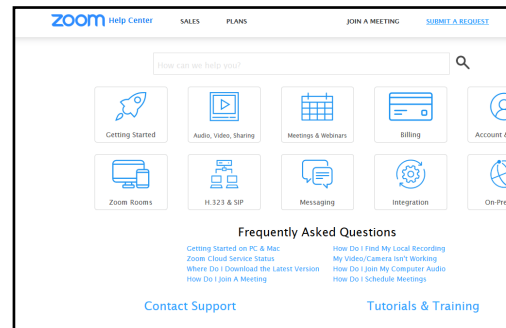 zoom Help Center SALES PLANS JOIN A MEETING SUBMIT A REQUEST
How can we help you?
Getting Started Audio, Video, Sharing Meetings & Webinars Billing Account &
Zoom Rooms H.323 & SIP Messaging Integration On-Pre
Frequently Asked Questions
Getting Started on PC & Mac How Do I Find My Local Recording
Zoom Cloud Service Status My Video/Camera Isn't Working
Where Do I Download the Latest Version How Do I Join My Computer Audio
How Do I Join A Meeting How Do I Schedule Meetings
Contact Support Tutorials & Training